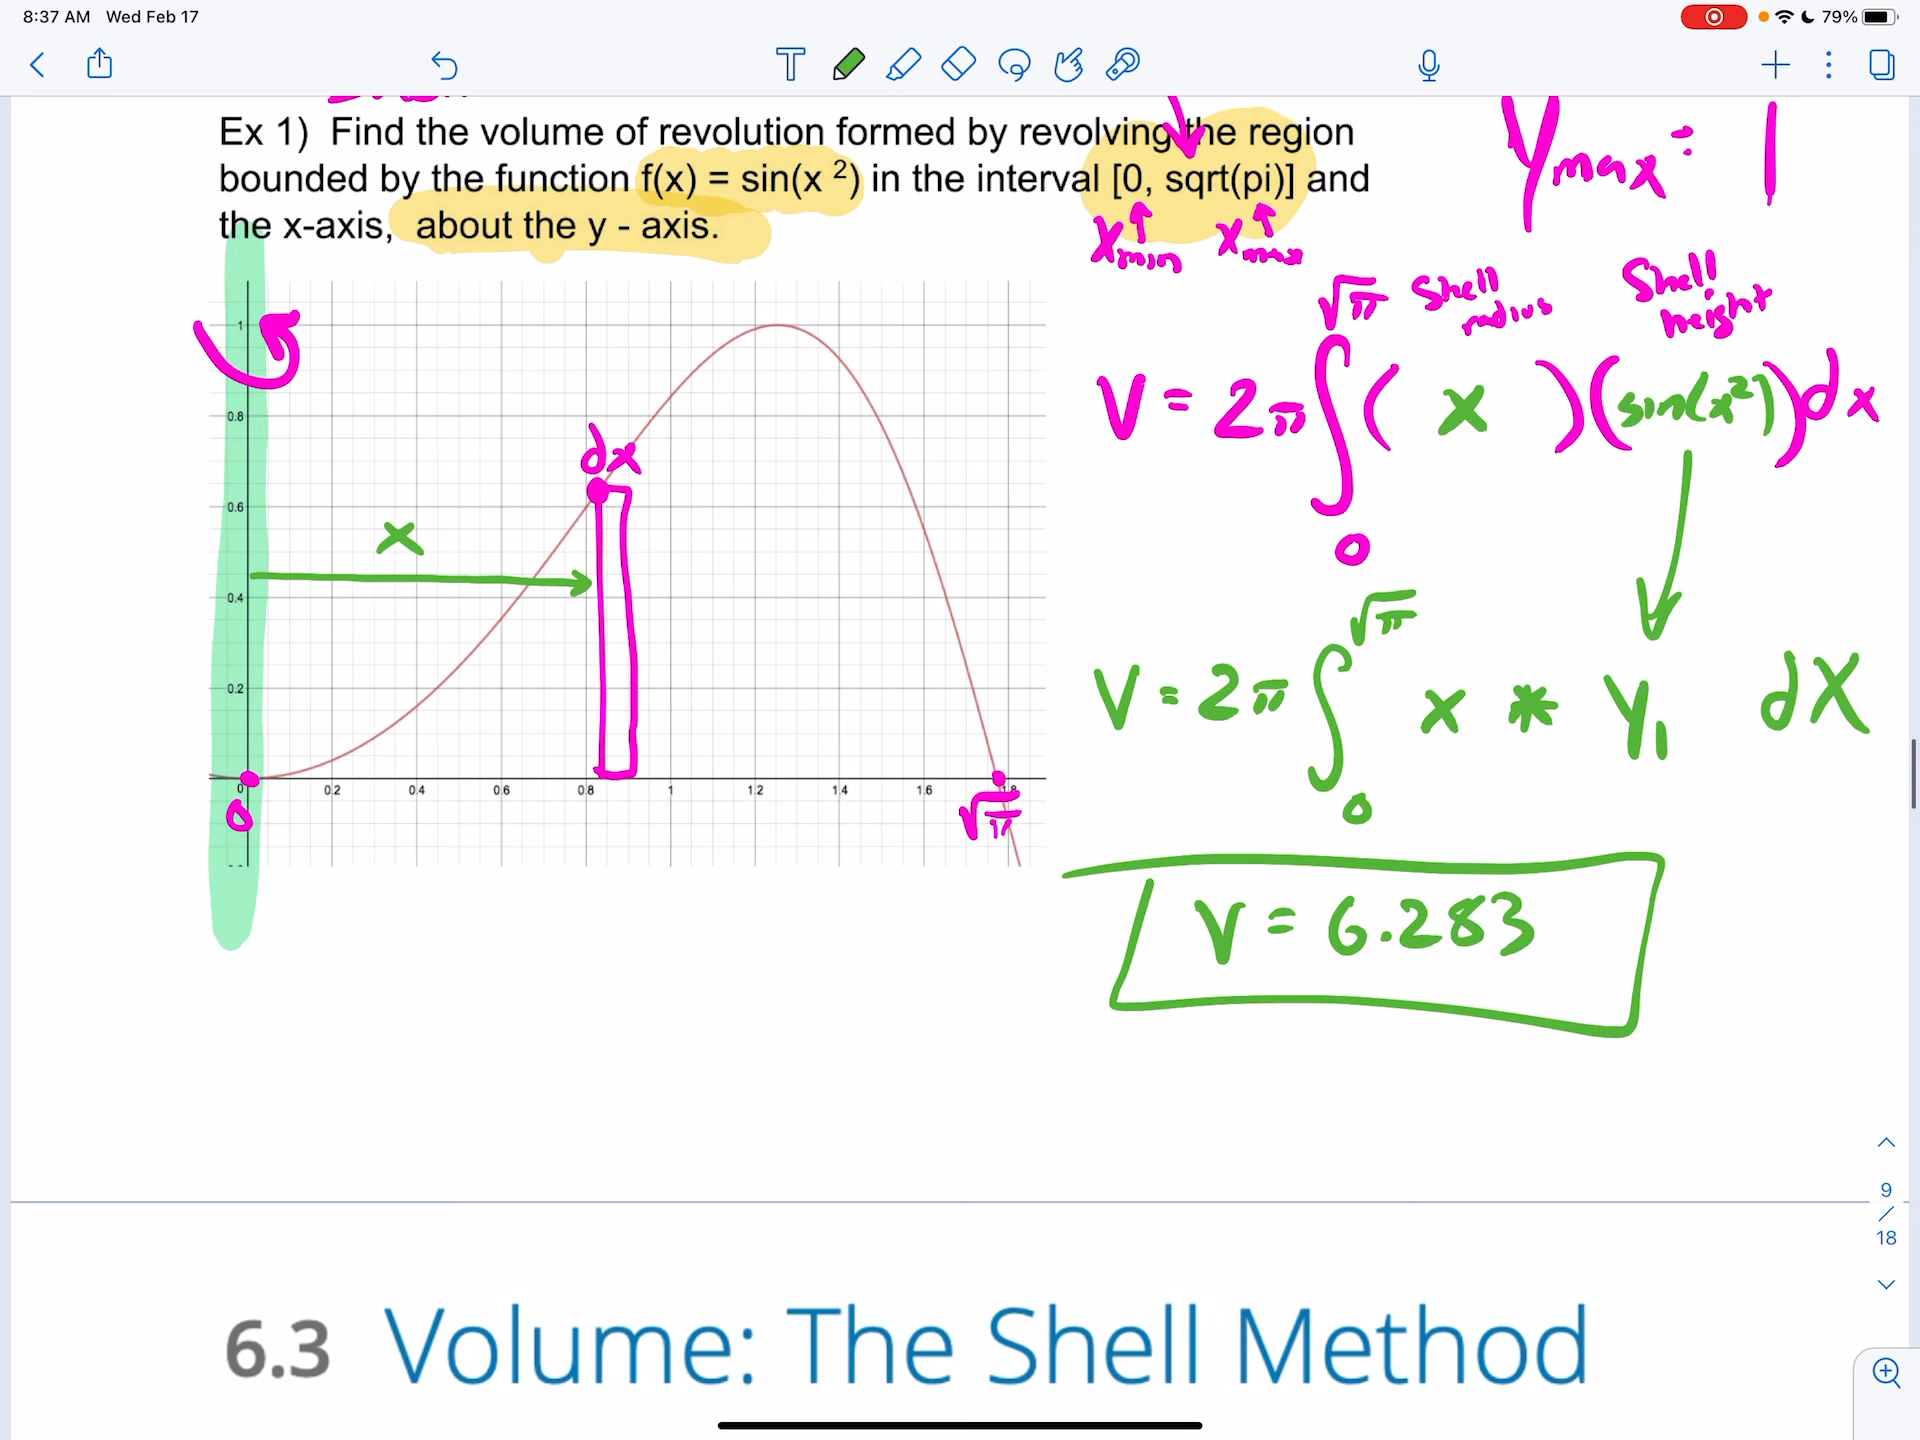 8:37 AM Wed Feb 17
79%
Ex 1) Find the volume of revolution formed by revolving the region
bounded by the function f(x) = sin(x ²) in the interval [0, sqrt(pi)] and
the x-axis, about the y - axis.
Ymax = 1
Xmin Xmax
√π Shell radius Shell height
V = 2π ∫ ( x ) (sin(x²)) dx
0
1
0.8
0.6
0.4
0.2
0 0.2 0.4 0.6 0.8 1 1.2 1.4 1.6 1.8
dx
x
0 √π
√π
V = 2π ∫ x * Y₁ dX
0
V = 6.283
9
/
18
6.3 Volume: The Shell Method